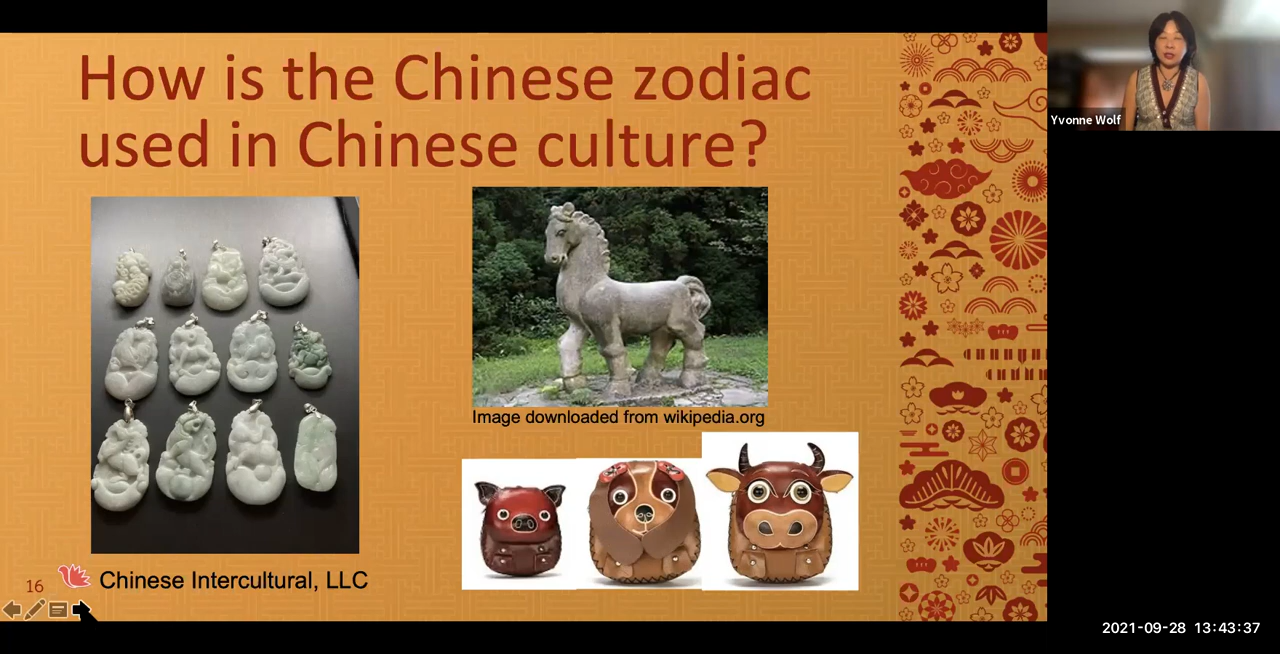 How is the Chinese zodiac
used in Chinese culture?
Yvonne Wolf
Image downloaded from wikipedia.org
16
Chinese Intercultural, LLC
2021-09-28 13:43:37